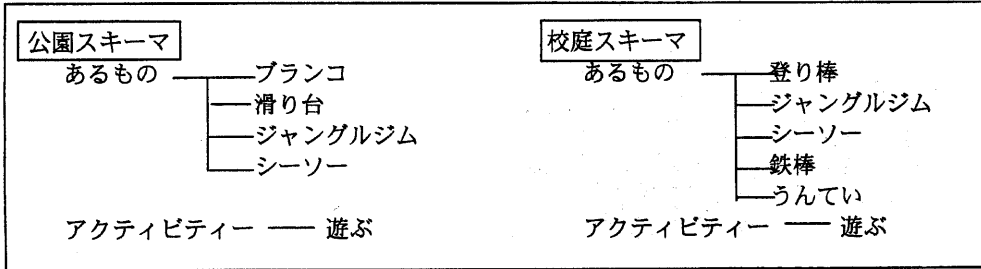 公園スキーマ
あるもの
ブランコ
滑り台
ジャングルジム
シーソー
アクティビティー ── 遊ぶ
校庭スキーマ
あるもの
登り棒
ジャングルジム
シーソー
鉄棒
うんてい
アクティビティー ── 遊ぶ